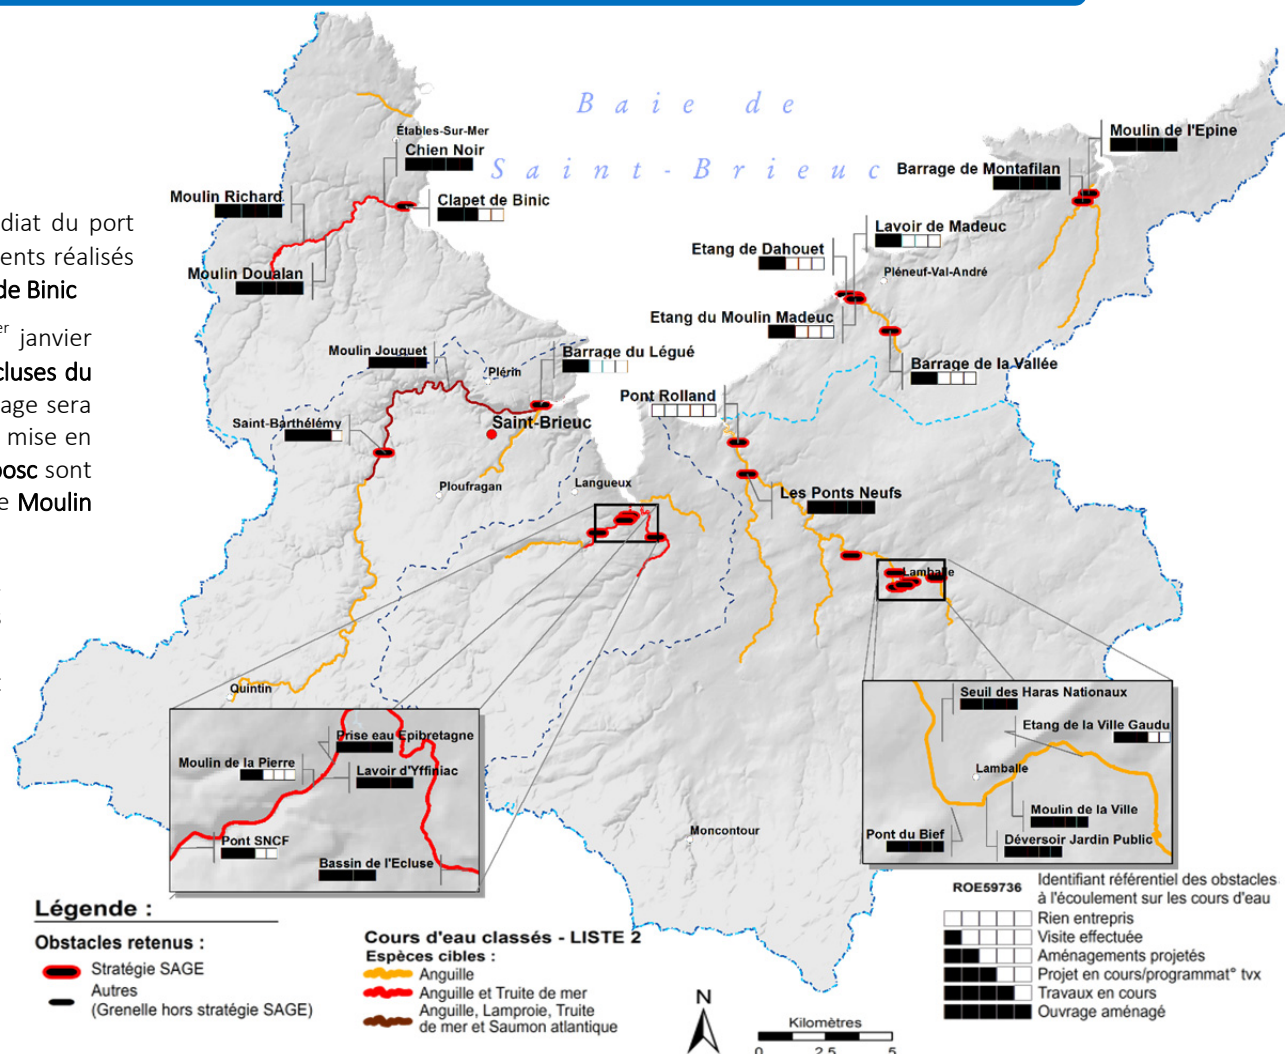 diat du port
ents réalisés
de Binic
er janvier
cluses du
age sera
mise en
bosc sont
e Moulin
Baie de
Saint-Brieuc
Étables-Sur-Mer
Chien Noir
Moulin Richard
Clapet de Binic
Moulin Doualan
Moulin de l'Epine
Barrage de Montafilan
Lavoir de Madeuc
Etang de Dahouet
Pléneuf-Val-André
Etang du Moulin Madeuc
Barrage de la Vallée
Moulin Jouguet
Plérin
Barrage du Légué
Pont Rolland
Saint-Barthélémy
Saint-Brieuc
Ploufragan
Langueux
Les Ponts Neufs
Lamballe
Quintin
Moncontour
Prise eau Epibretagne
Moulin de la Pierre
Lavoir d'Yffiniac
Pont SNCF
Bassin de l'Ecluse
Seuil des Haras Nationaux
Etang de la Ville Gaudu
Lamballe
Moulin de la Ville
Pont du Bief
Déversoir Jardin Public
Légende :
Obstacles retenus :
Stratégie SAGE
Autres
(Grenelle hors stratégie SAGE)
Cours d'eau classés - LISTE 2
Espèces cibles :
Anguille
Anguille et Truite de mer
Anguille, Lamproie, Truite
de mer et Saumon atlantique
N
Kilomètres
0 2,5 5
ROE59736
Identifiant référentiel des obstacles
à l'écoulement sur les cours d'eau
Rien entrepris
Visite effectuée
Aménagements projetés
Projet en cours/programmat° tvx
Travaux en cours
Ouvrage aménagé